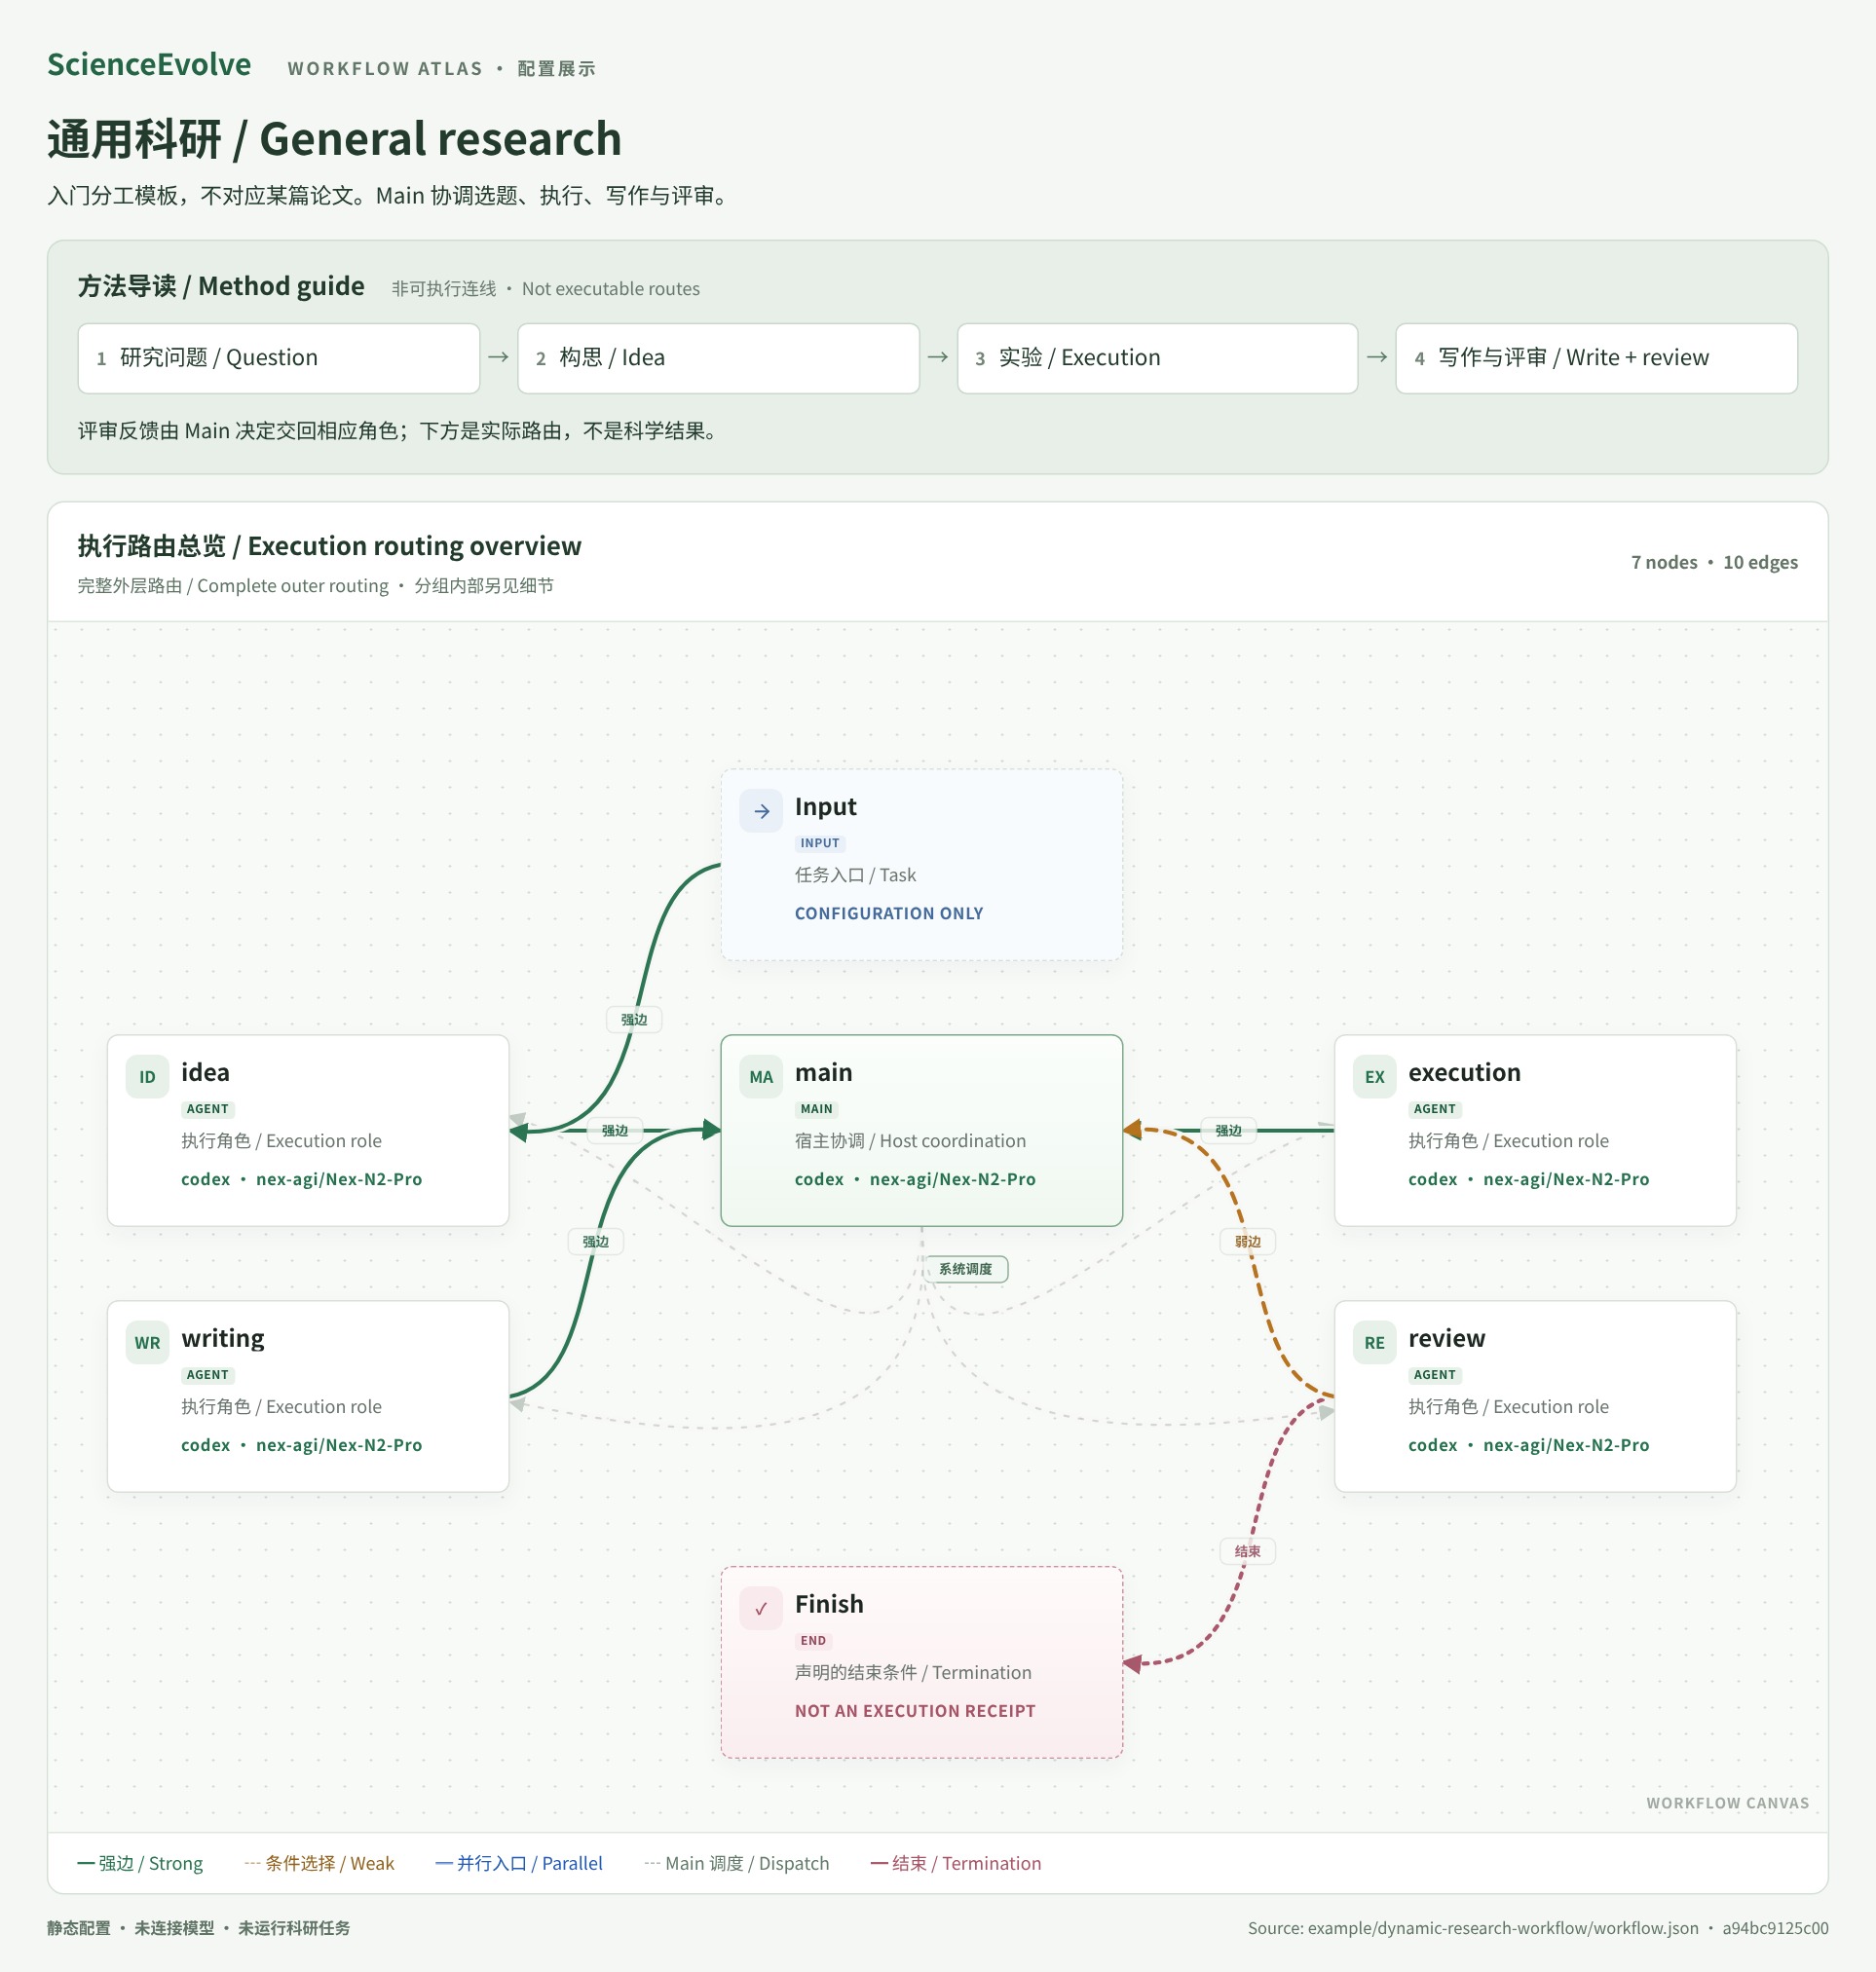 ScienceEvolve WORKFLOW ATLAS • 配置展示
通用科研 / General research
入门分工模板，不对应某篇论文。Main 协调选题、执行、写作与评审。
方法导读 / Method guide 非可执行连线 • Not executable routes
1 研究问题 / Question → 2 构思 / Idea → 3 实验 / Execution → 4 写作与评审 / Write + review
评审反馈由 Main 决定交回相应角色；下方是实际路由，不是科学结果。
执行路由总览 / Execution routing overview
完整外层路由 / Complete outer routing • 分组内部另见细节
7 nodes • 10 edges
→ Input
INPUT
任务入口 / Task
CONFIGURATION ONLY
强边
ID idea
AGENT
执行角色 / Execution role
codex • nex-agi/Nex-N2-Pro
强边
MA main
MAIN
宿主协调 / Host coordination
codex • nex-agi/Nex-N2-Pro
强边
EX execution
AGENT
执行角色 / Execution role
codex • nex-agi/Nex-N2-Pro
强边
弱边
系统调度
WR writing
AGENT
执行角色 / Execution role
codex • nex-agi/Nex-N2-Pro
RE review
AGENT
执行角色 / Execution role
codex • nex-agi/Nex-N2-Pro
结束
✓ Finish
END
声明的结束条件 / Termination
NOT AN EXECUTION RECEIPT
WORKFLOW CANVAS
强边 / Strong 条件选择 / Weak 并行入口 / Parallel Main 调度 / Dispatch 结束 / Termination
静态配置 • 未连接模型 • 未运行科研任务
Source: example/dynamic-research-workflow/workflow.json • a94bc9125c00